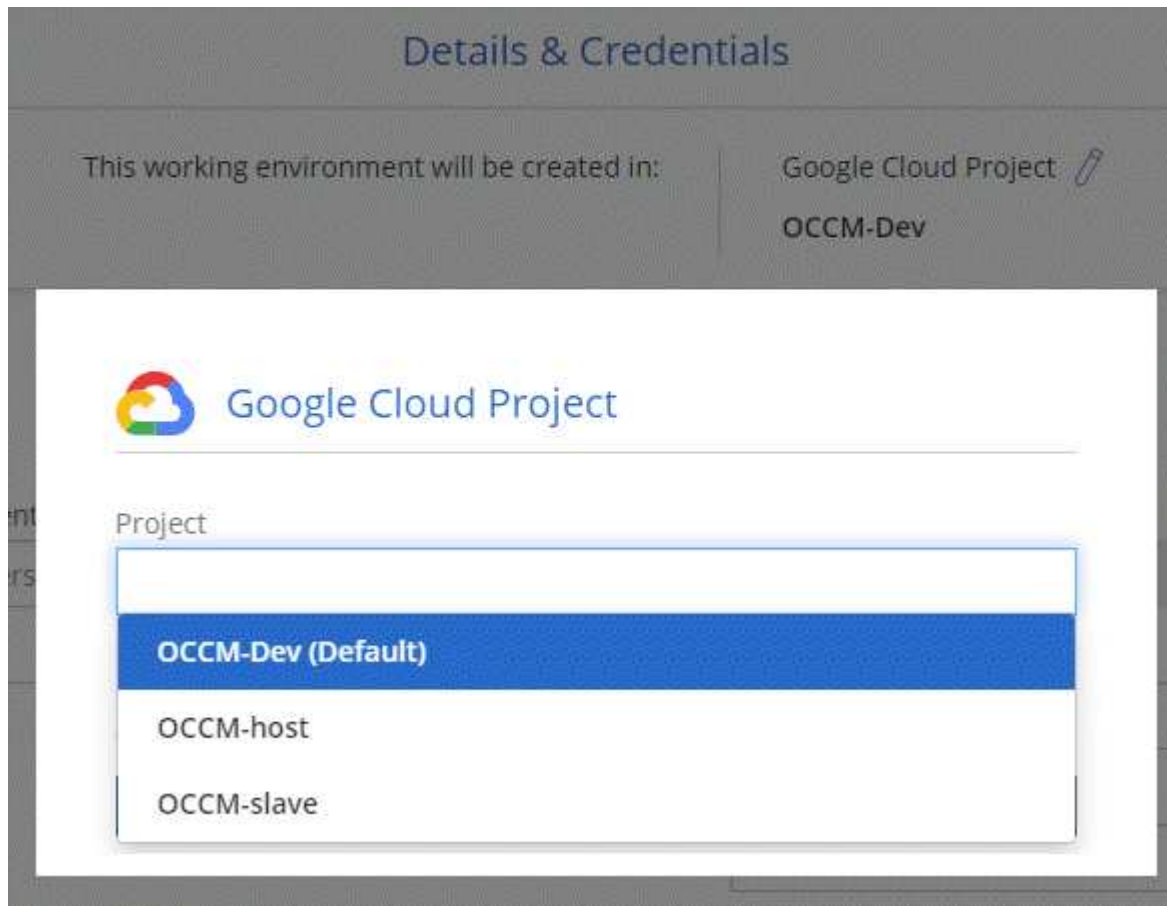 Details & Credentials
This working environment will be created in:
Google Cloud Project
OCCM-Dev
Google Cloud Project
Project
OCCM-Dev (Default)
OCCM-host
OCCM-slave